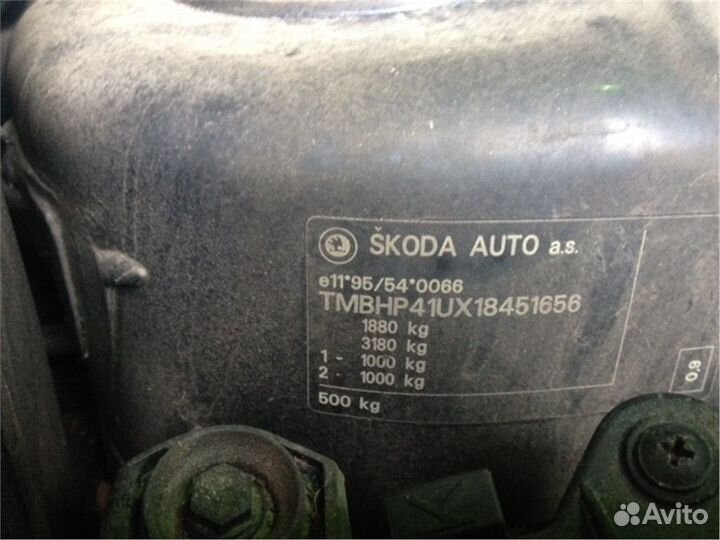 ŠKODA AUTO a.s.
e11*95/54*0066
TMBHP41UX18451656
1880 kg
3180 kg
1 - 1000 kg
2 - 1000 kg
500 kg
0,9
Avito